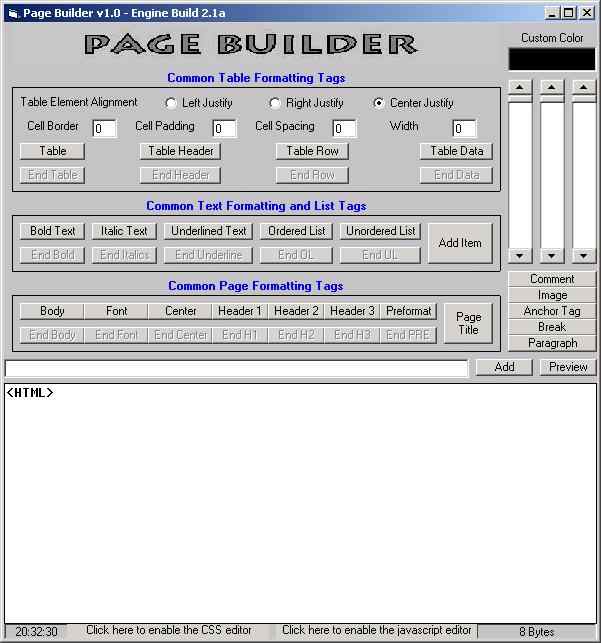 Page Builder v1.0 - Engine Build 2.1a
PAGE BUILDER
Custom Color
Common Table Formatting Tags
Table Element Alignment Left Justify Right Justify Center Justify
Cell Border 0 Cell Padding 0 Cell Spacing 0 Width 0
Table Table Header Table Row Table Data
End Table End Header End Row End Data
Common Text Formatting and List Tags
Bold Text Italic Text Underlined Text Ordered List Unordered List Add Item
End Bold End Italics End Underline End OL End UL
Common Page Formatting Tags
Body Font Center Header 1 Header 2 Header 3 Preformat Page Title
End Body End Font End Center End H1 End H2 End H3 End PRE
Comment
Image
Anchor Tag
Break
Paragraph
Add Preview
<HTML>
20:32:30 Click here to enable the CSS editor Click here to enable the javascript editor 8 Bytes